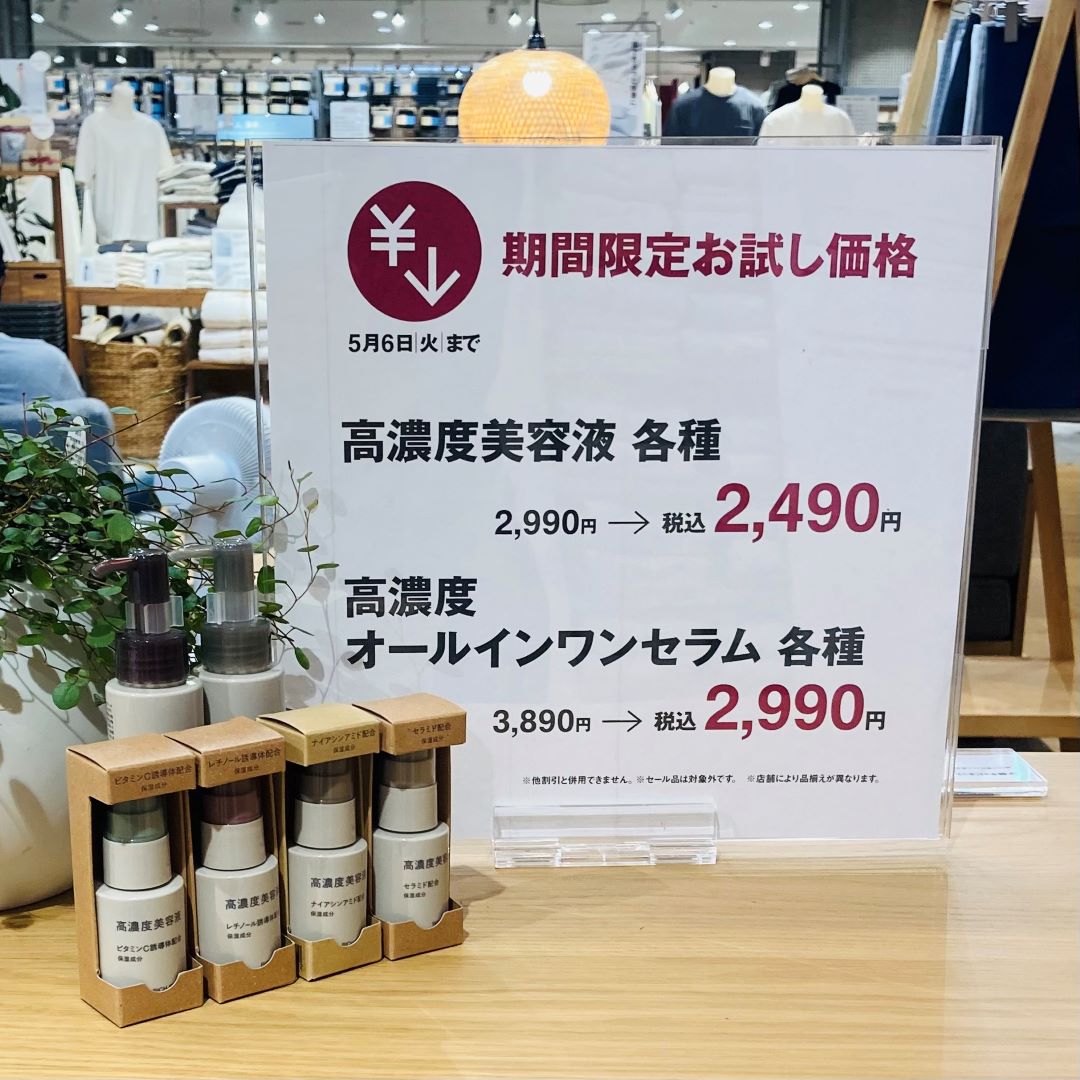 ¥↓
期間限定お試し価格
5月6日|火|まで
高濃度美容液 各種
2,990円 → 税込 2,490円
高濃度
オールインワンセラム 各種
3,890円 → 税込 2,990円
※他割引と併用できません。※セール品は対象外です。 ※店舗により品揃えが異なります。
ビタミンC誘導体配合
保湿成分
高濃度美容液
ビタミンC誘導体配合
保湿成分
レチノール誘導体配合
保湿成分
高濃度美容
レチノール誘導体配
保湿成分
ナイアシンアミド配合
保湿成分
高濃度美容
ナイアシンアミド配
保湿成分
セラミド配合
保湿成分
高濃度美容
セラミド配合
保湿成分